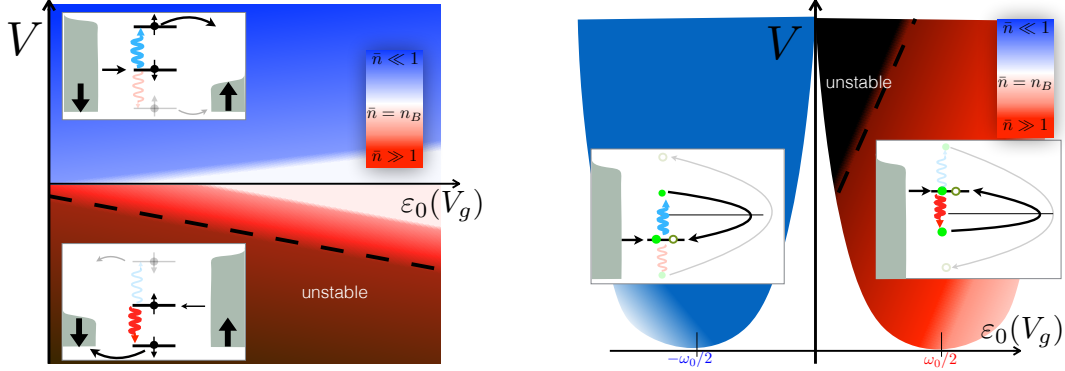 V
n̄ ≪ 1
n̄ = n_B
n̄ ≫ 1
ε₀(V_g)
unstable
V
unstable
n̄ ≪ 1
n̄ = n_B
n̄ ≫ 1
ε₀(V_g)
−ω₀/2
ω₀/2